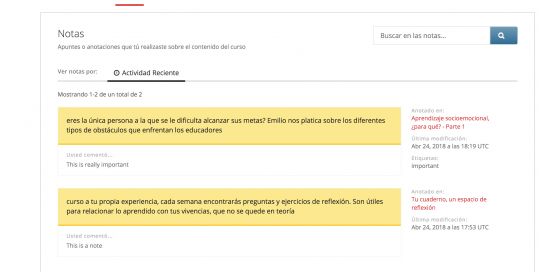 Notas
Apuntes o anotaciones que tú realizaste sobre el contenido del curso
Buscar en las notas...
Ver notas por:
Actividad Reciente
Mostrando 1-2 de un total de 2
eres la única persona a la que se le dificulta alcanzar sus metas? Emilio nos platica sobre los diferentes
tipos de obstáculos que enfrentan los educadores
Usted comentó...
This is really important
Anotado en:
Aprendizaje socioemocional,
¿para qué? - Parte 1
Última modificación:
Abr 24, 2018 a las 18:19 UTC
Etiquetas:
important
curso a tu propia experiencia, cada semana encontrarás preguntas y ejercicios de reflexión. Son útiles
para relacionar lo aprendido con tus vivencias, que no se quede en teoría
Usted comentó...
This is a note
Anotado en:
Tu cuaderno, un espacio de
reflexión
Última modificación:
Abr 24, 2018 a las 17:53 UTC